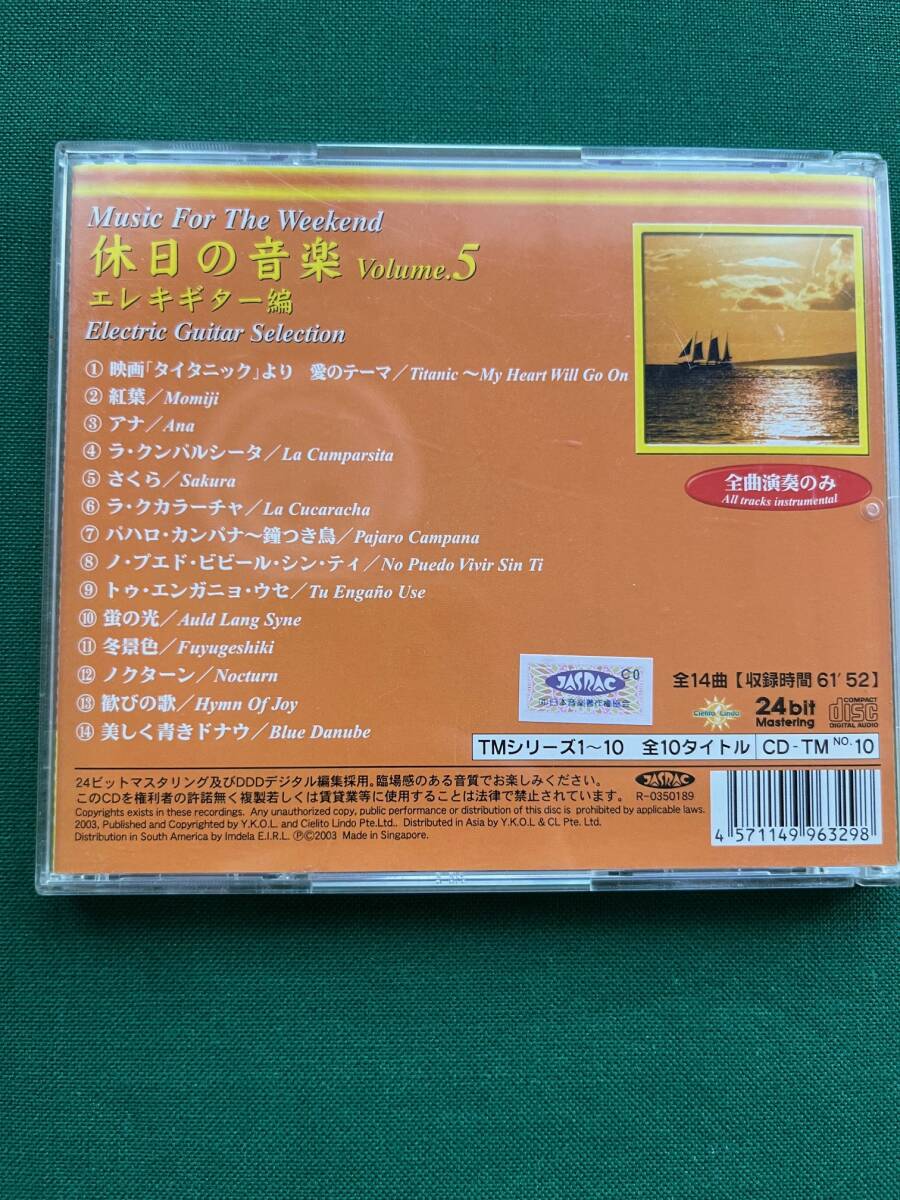 Music For The Weekend
休日の音楽 Volume.5
エレキギター編
Electric Guitar Selection
① 映画「タイタニック」より 愛のテーマ／Titanic ～My Heart Will Go On
② 紅葉／Momiji
③ アナ／Ana
④ ラ・クンパルシータ／La Cumparsita
⑤ さくら／Sakura
⑥ ラ・クカラーチャ／La Cucaracha
⑦ パハロ・カンパナ～鐘つき鳥／Pajaro Campana
⑧ ノ・プエド・ビビール・シン・ティ／No Puedo Vivir Sin Ti
⑨ トゥ・エンガニョ・ウセ／Tu Engaño Use
⑩ 蛍の光／Auld Lang Syne
⑪ 冬景色／Fuyugeshiki
⑫ ノクターン／Nocturn
⑬ 歓びの歌／Hymn Of Joy
⑭ 美しく青きドナウ／Blue Danube
全曲演奏のみ
All tracks instrumental
JASRAC
C0
全14曲【収録時間 61'52】
Cielito Lindo
24bit
Mastering
COMPACT
disc
DIGITAL AUDIO
TMシリーズ1～10 全10タイトル CD-TM NO.10
24ビットマスタリング及びDDDデジタル編集採用。臨場感のある音質でお楽しみください。
このCDを権利者の許諾無く複製若しくは賃貸業等に使用することは法律で禁止されています。
Copyrights exists in these recordings. Any unauthorized copy, public performance or distribution of this disc is prohibited by applicable laws.
2003, Published and Copyrighted by Y.K.O.L. and Cielito Lindo Pte.Ltd.. Distributed in Asia by Y.K.O.L & CL Pte. Ltd.
Distribution in South America by Imdela E.I.R.L. ℗©2003 Made in Singapore.
JASRAC
R-0350189
4 571149 963298